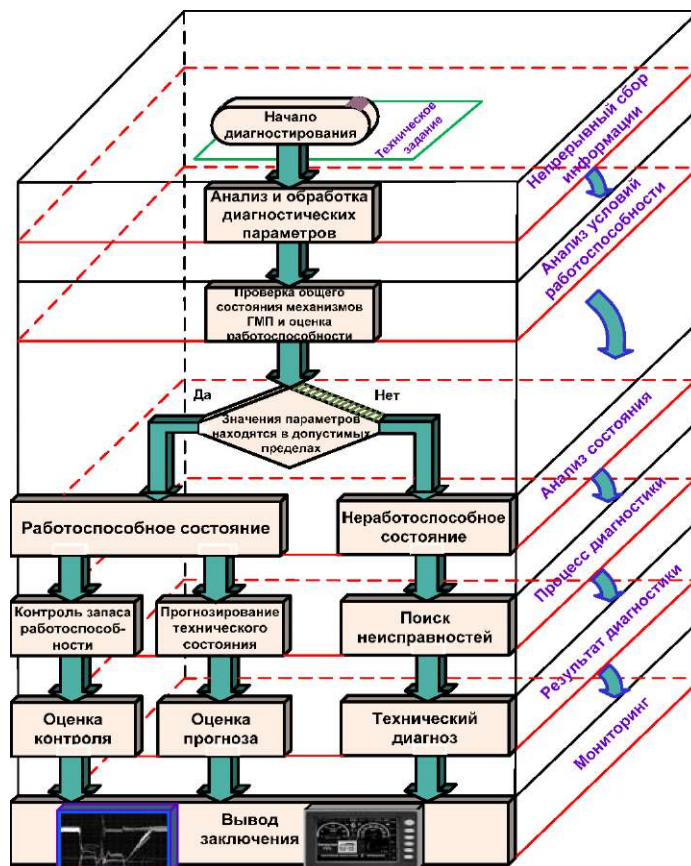 Начало
диагностирования
Техническое
задание
Непрерывный сбор
информации
Анализ и обработка
диагностических
параметров
Анализ условий
работоспособности
Проверка общего
состояния механизмов
ГМП и оценка
работоспособности
Да
Нет
Значения параметров
находятся в допустимых
пределах
Анализ состояния
Работоспособное состояние
Неработоспособное
состояние
Процесс диагностики
Контроль запаса
работоспособ-
ности
Прогнозирование
технического
состояния
Поиск
неисправностей
Результат диагностики
Оценка
контроля
Оценка
прогноза
Технический
диагноз
Мониторинг
Вывод
заключения